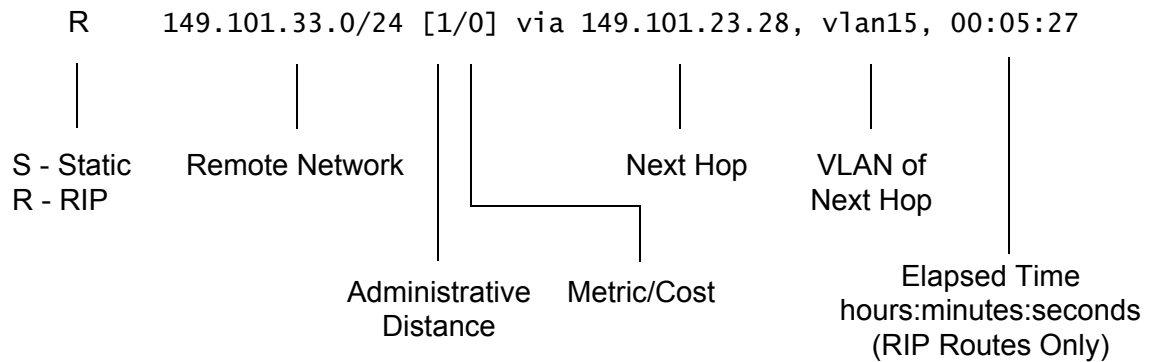 R 149.101.33.0/24 [1/0] via 149.101.23.28, vlan15, 00:05:27
S - Static
R - RIP
Remote Network
Next Hop
VLAN of
Next Hop
Administrative
Distance
Metric/Cost
Elapsed Time
hours:minutes:seconds
(RIP Routes Only)